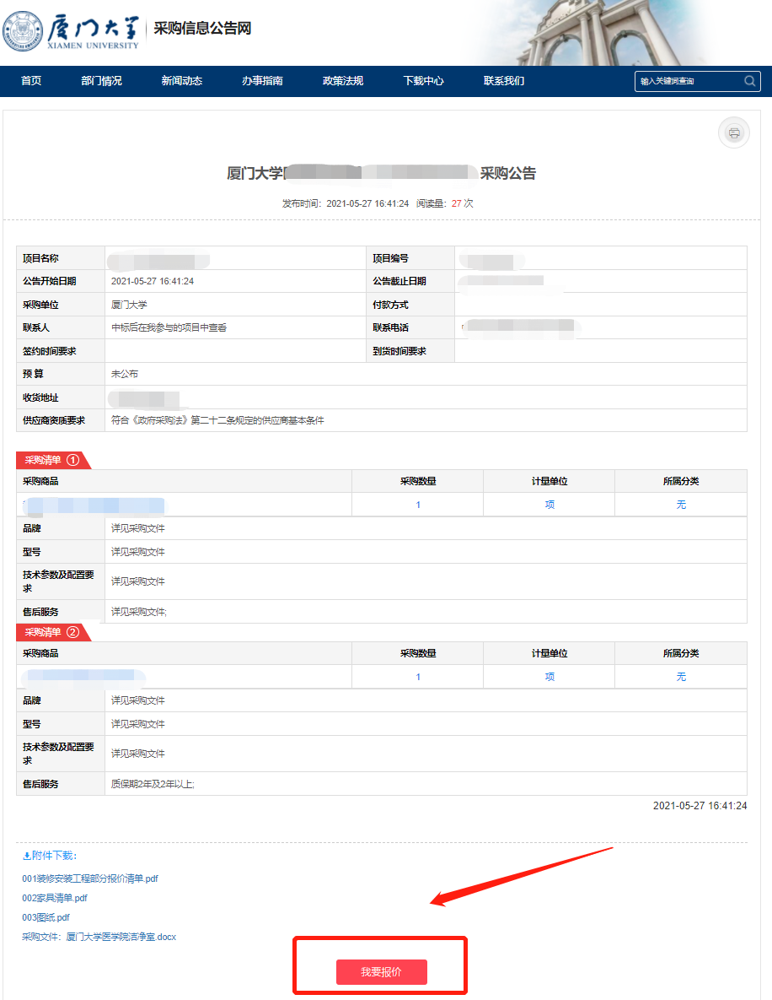 厦门大学
XIAMEN UNIVERSITY
采购信息公告网
首页 部门情况 新闻动态 办事指南 政策法规 下载中心 联系我们 输入关键词查询
厦门大学 采购公告
发布时间：2021-05-27 16:41:24 阅读量：27 次
项目名称 项目编号
公告开始日期 2021-05-27 16:41:24 公告截止日期
采购单位 厦门大学 付款方式
联系人 中标后在我参与的项目中查看 联系电话
签约时间要求 到货时间要求
预 算 未公布
收货地址
供应商资质要求 符合《政府采购法》第二十二条规定的供应商基本条件
采购清单 ①
采购商品 采购数量 计量单位 所属分类
1 项 无
品牌 详见采购文件
型号 详见采购文件
技术参数及配置要
求 详见采购文件
售后服务 详见采购文件;
采购清单 ②
采购商品 采购数量 计量单位 所属分类
1 项 无
品牌 详见采购文件
型号 详见采购文件
技术参数及配置要
求 详见采购文件
售后服务 质保期2年及2年以上;
2021-05-27 16:41:24
附件下载：
001装修安装工程部分报价清单.pdf
002家具清单.pdf
003图纸.pdf
采购文件：厦门大学医学院洁净室.docx
我要报价